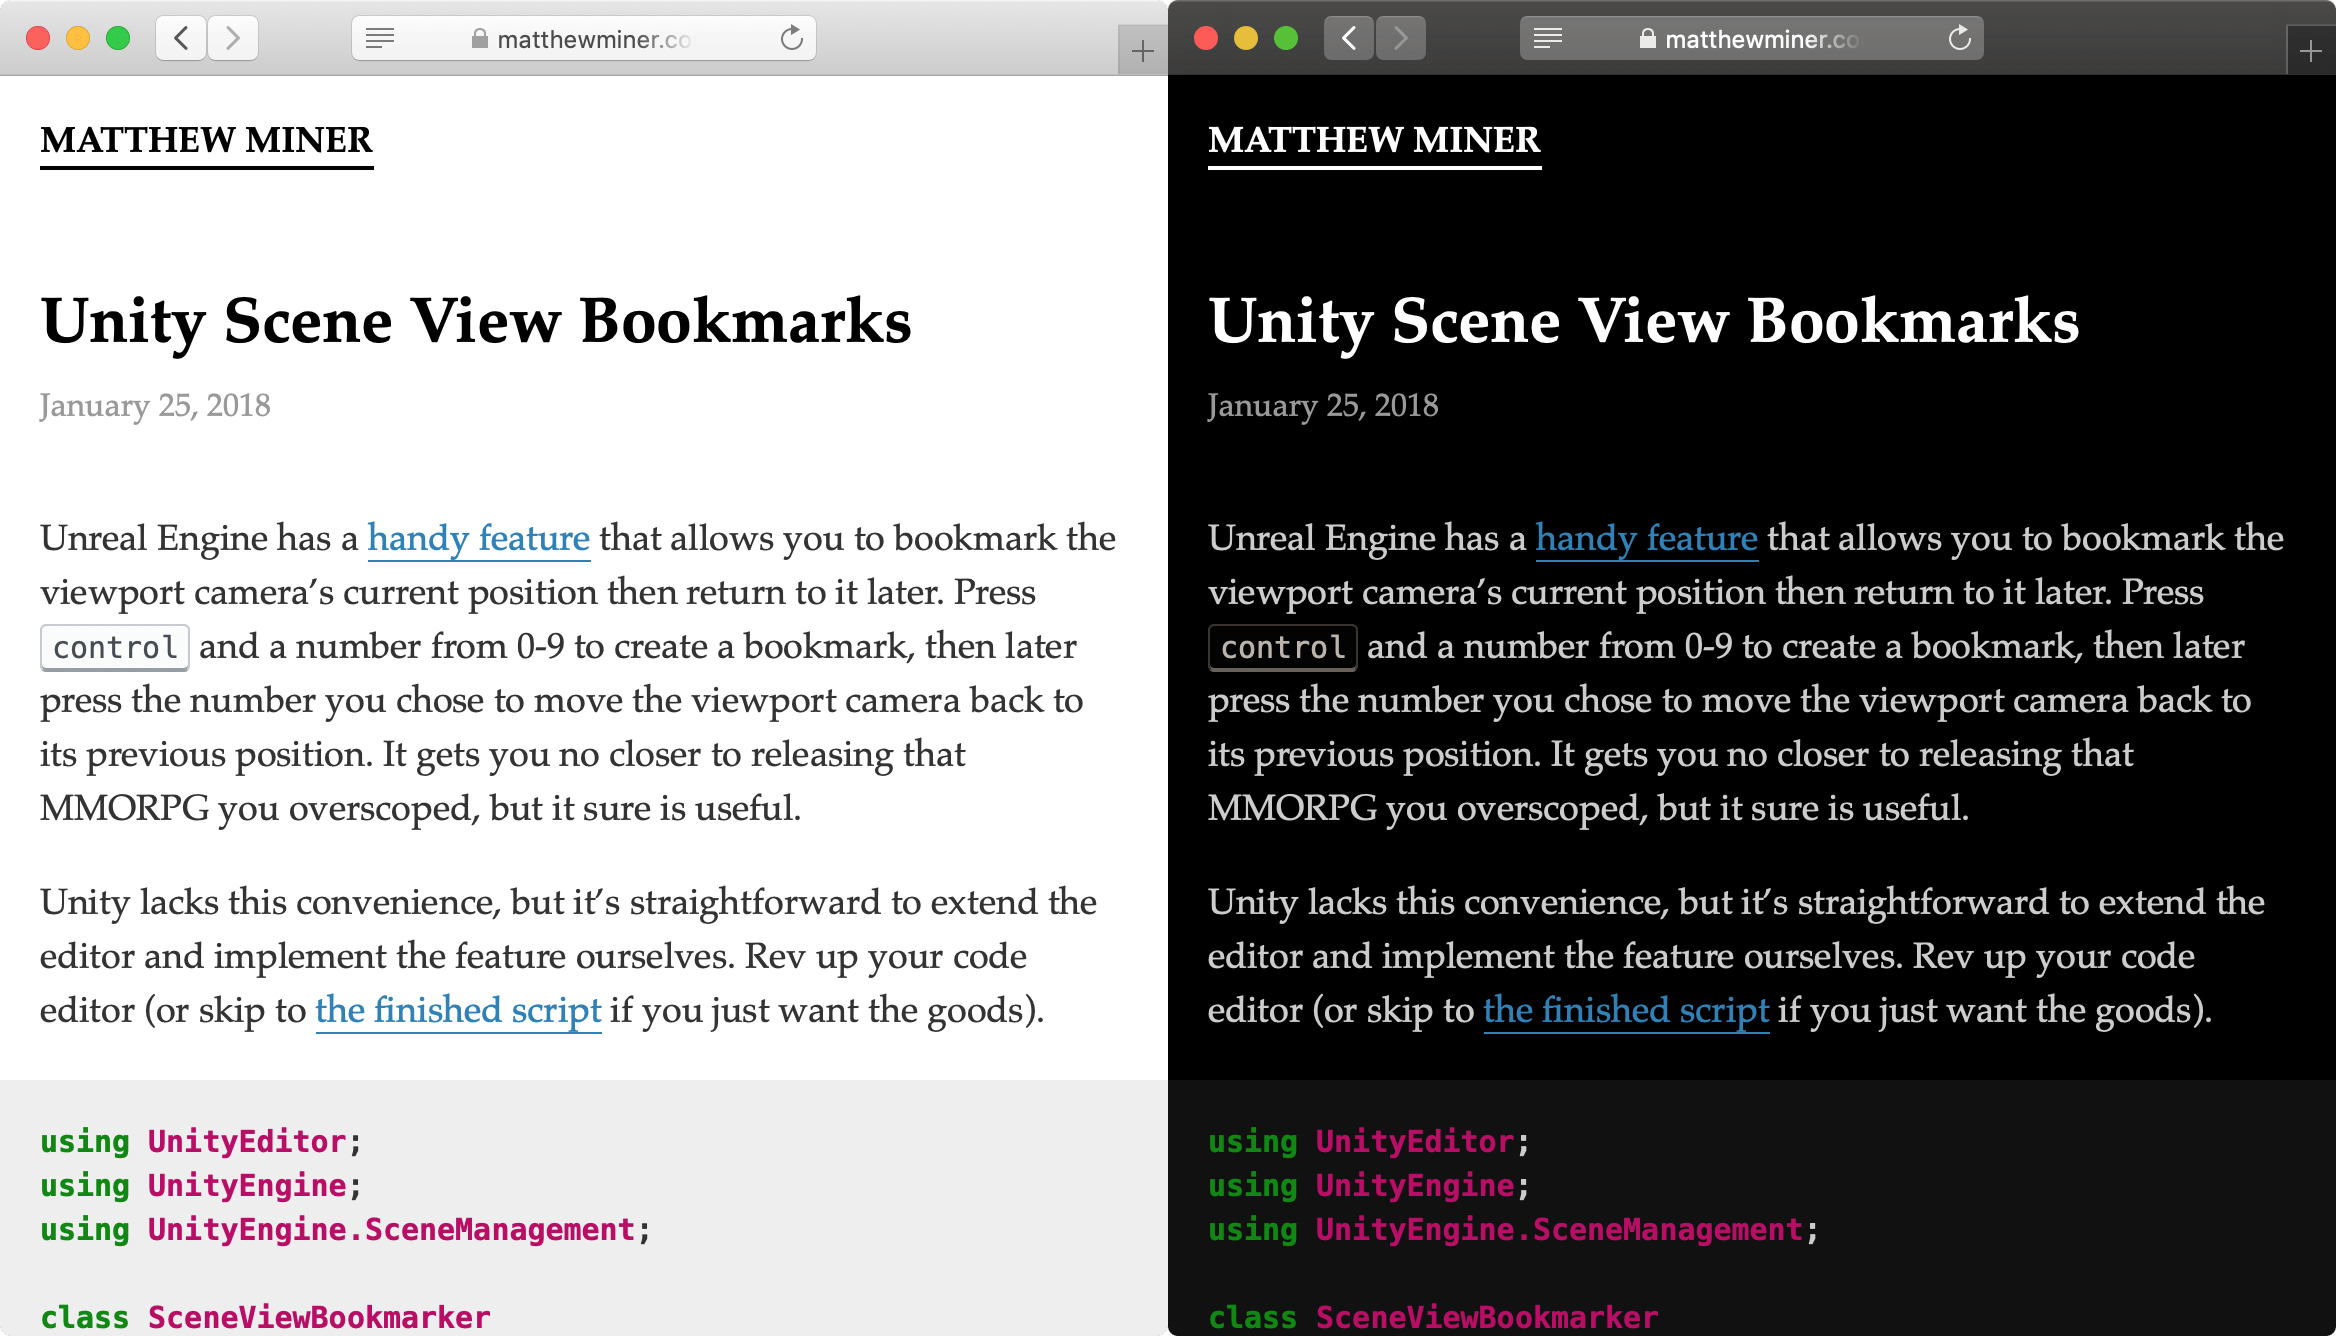 matthewminer.co
MATTHEW MINER
Unity Scene View Bookmarks
January 25, 2018
Unreal Engine has a handy feature that allows you to bookmark the
viewport camera’s current position then return to it later. Press
control and a number from 0-9 to create a bookmark, then later
press the number you chose to move the viewport camera back to
its previous position. It gets you no closer to releasing that
MMORPG you overscoped, but it sure is useful.
Unity lacks this convenience, but it’s straightforward to extend the
editor and implement the feature ourselves. Rev up your code
editor (or skip to the finished script if you just want the goods).
using UnityEditor;
using UnityEngine;
using UnityEngine.SceneManagement;
class SceneViewBookmarker
matthewminer.co
MATTHEW MINER
Unity Scene View Bookmarks
January 25, 2018
Unreal Engine has a handy feature that allows you to bookmark the
viewport camera’s current position then return to it later. Press
control and a number from 0-9 to create a bookmark, then later
press the number you chose to move the viewport camera back to
its previous position. It gets you no closer to releasing that
MMORPG you overscoped, but it sure is useful.
Unity lacks this convenience, but it’s straightforward to extend the
editor and implement the feature ourselves. Rev up your code
editor (or skip to the finished script if you just want the goods).
using UnityEditor;
using UnityEngine;
using UnityEngine.SceneManagement;
class SceneViewBookmarker